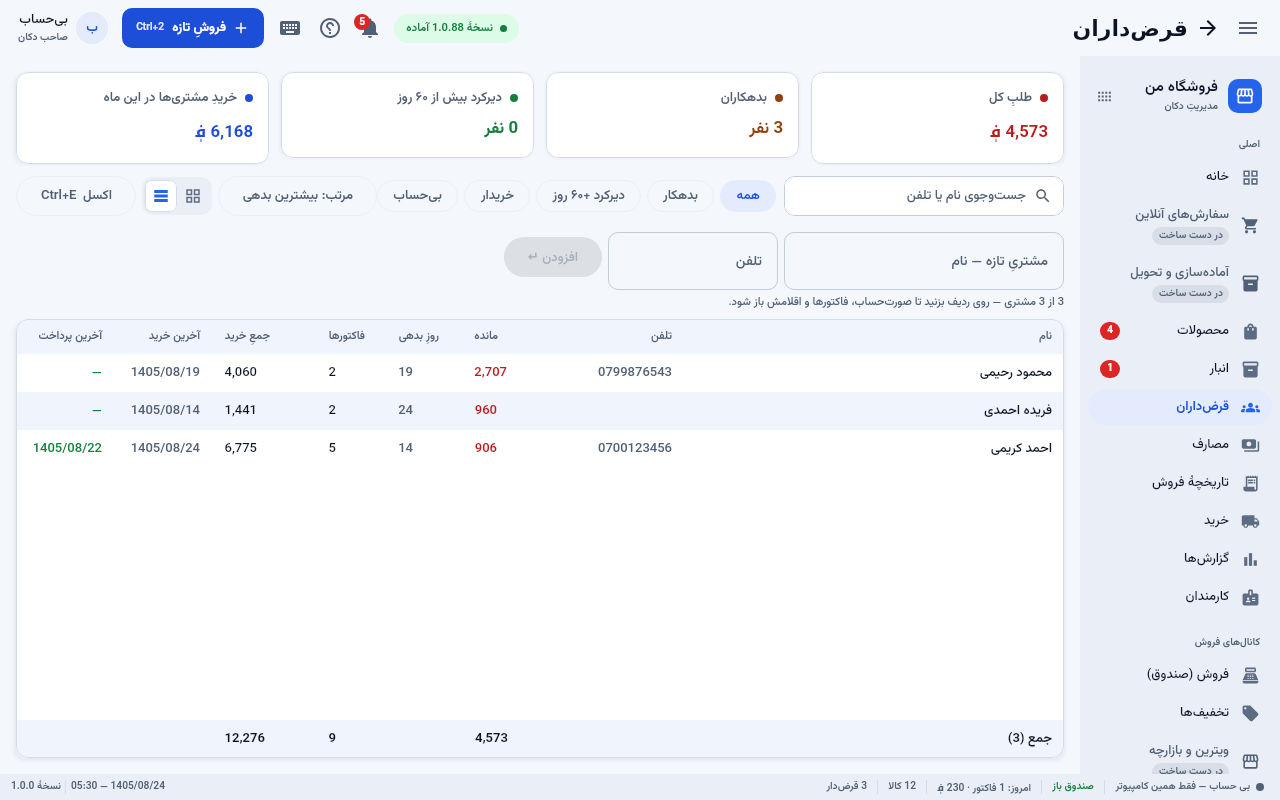 قرض‌داران
نسخهٔ 1.0.88 آماده
5
فروشِ تازه Ctrl+2
ب
بی‌حساب
صاحب دکان
فروشگاه من
مدیریتِ دکان
اصلی
خانه
سفارش‌های آنلاین
در دست ساخت
آماده‌سازی و تحویل
در دست ساخت
محصولات 4
انبار 1
قرض‌داران
مصارف
تاریخچهٔ فروش
خرید
گزارش‌ها
کارمندان
کانال‌های فروش
فروش (صندوق)
تخفیف‌ها
ویترین و بازارچه
در دست ساخت
طلبِ کل
4,573 ؋
بدهکاران
3 نفر
دیرکرد بیش از ۶۰ روز
0 نفر
خریدِ مشتری‌ها در این ماه
6,168 ؋
جست‌وجوی نام یا تلفن
همه
بدهکار
دیرکرد +۶۰ روز
خریدار
بی‌حساب
مرتب: بیشترین بدهی
اکسل Ctrl+E
مشتریِ تازه — نام
تلفن
افزودن ↵
3 از 3 مشتری — روی ردیف بزنید تا صورت‌حساب، فاکتورها و اقلامش باز شود.
نام تلفن مانده روزِ بدهی فاکتورها جمعِ خرید آخرین خرید آخرین پرداخت
محمود رحیمی 0799876543 2,707 19 2 4,060 1405/08/19 —
فریده احمدی 960 24 2 1,441 1405/08/14 —
احمد کریمی 0700123456 906 14 5 6,775 1405/08/24 1405/08/22
جمع (3) 4,573 9 12,276
بی حساب — فقط همین کامپیوتر
صندوق باز
امروز: 1 فاکتور · 230 ؋
12 کالا
3 قرض‌دار
1405/08/24 — 05:30
نسخهٔ 1.0.0